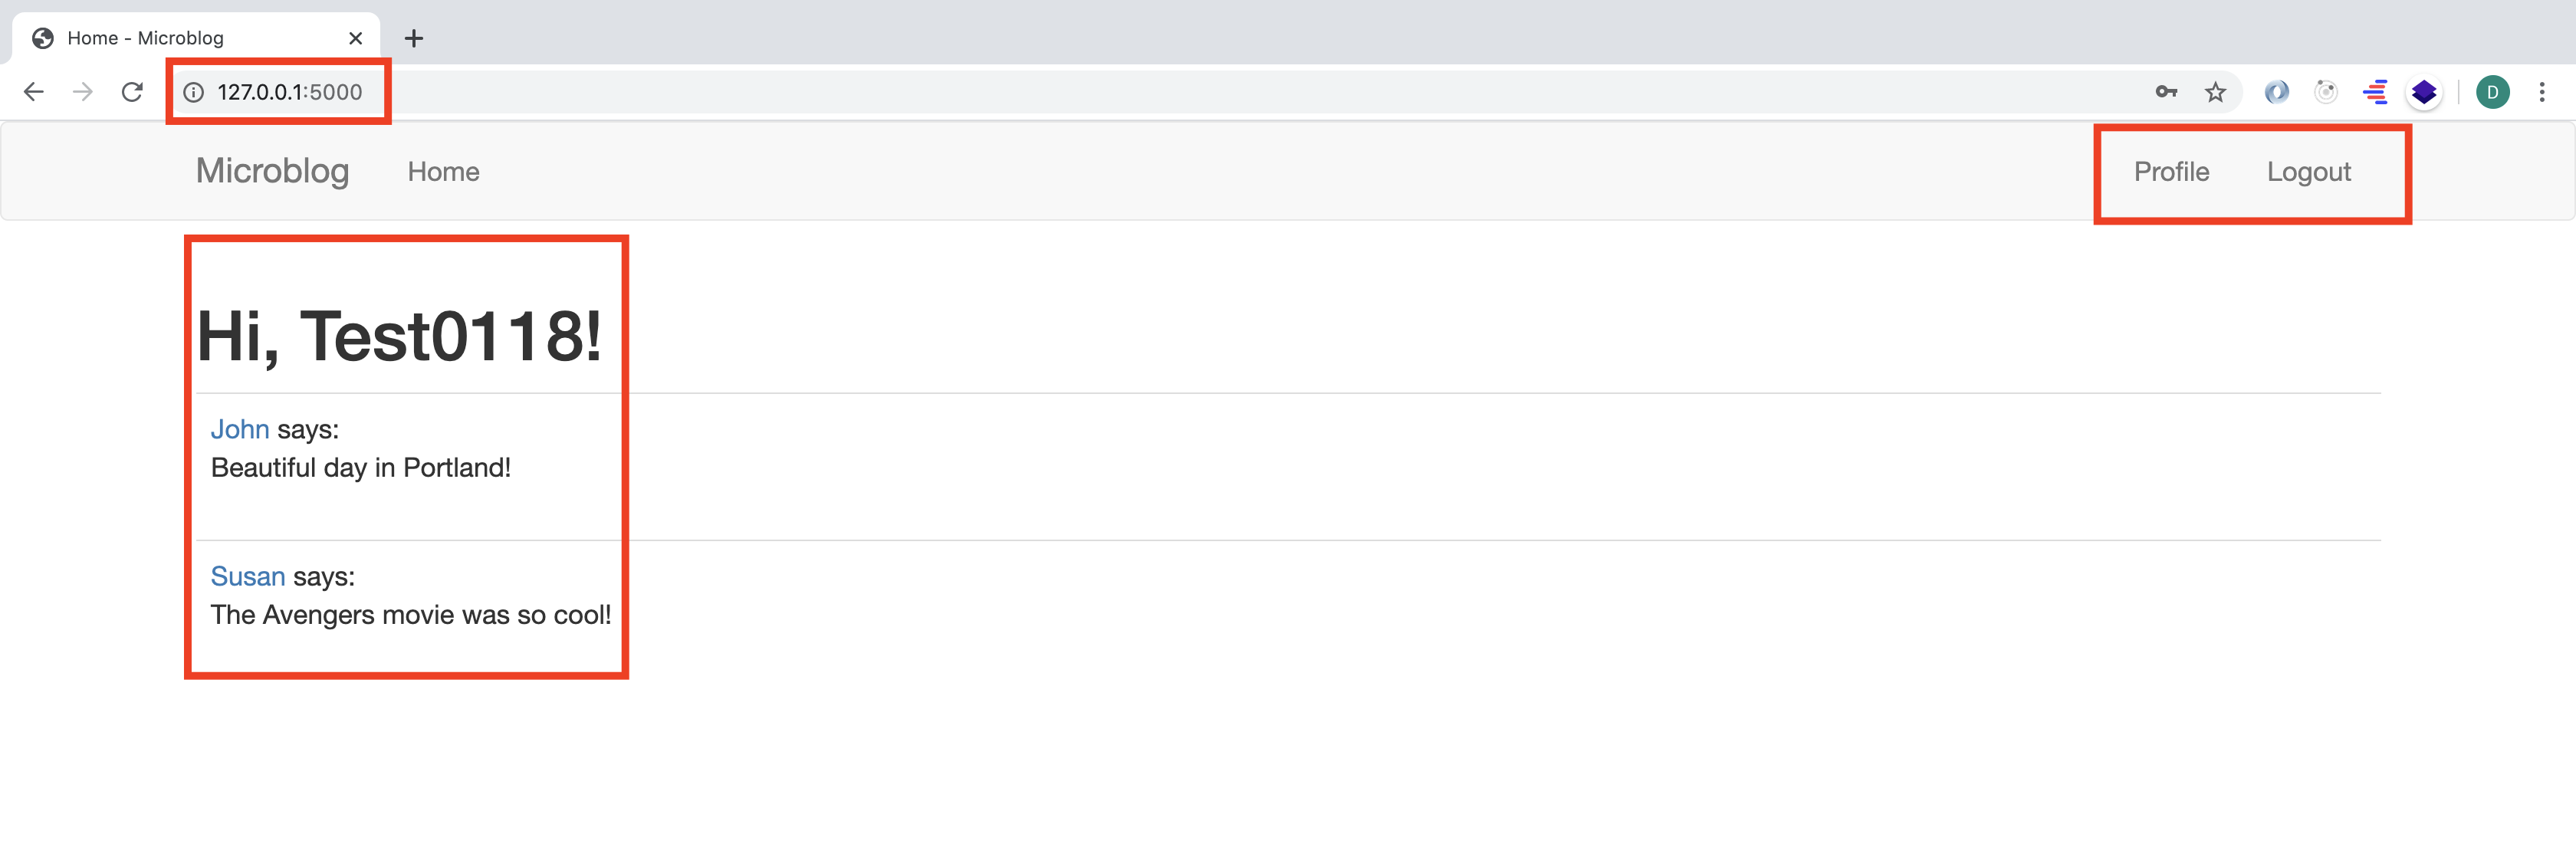 Home - Microblog
127.0.0.1:5000
D
Microblog Home Profile Logout
Hi, Test0118!
John says:
Beautiful day in Portland!
Susan says:
The Avengers movie was so cool!